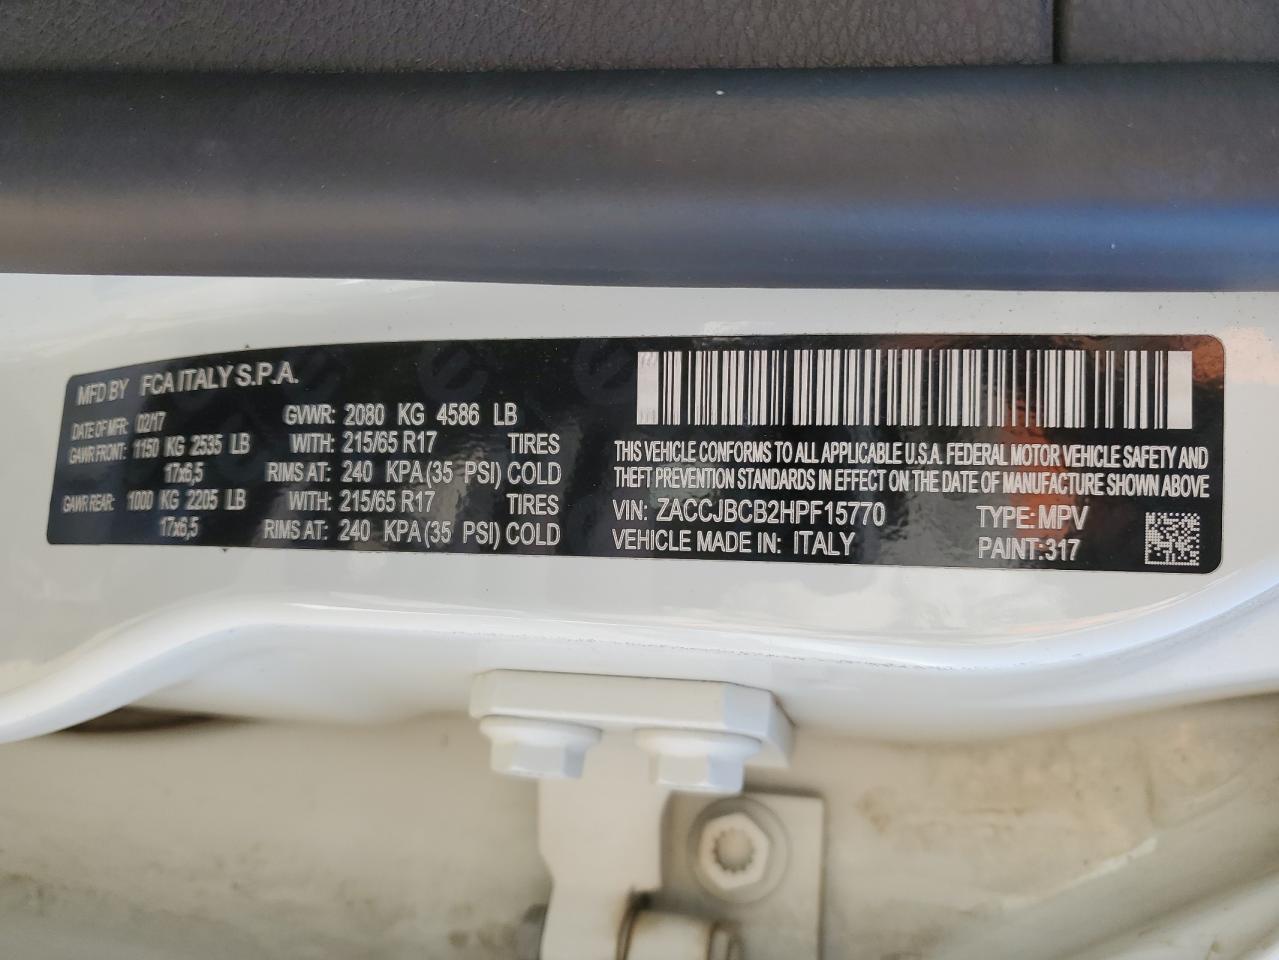 MFD BY FCA ITALY S.P.A.
DATE OF MFR: 02/17 GVWR: 2080 KG 4586 LB
GAWR FRONT: 1150 KG 2535 LB WITH: 215/65 R17 TIRES
17x6,5 RIMS AT: 240 KPA(35 PSI) COLD
GAWR REAR: 1000 KG 2205 LB WITH: 215/65 R17 TIRES
17x6,5 RIMS AT: 240 KPA(35 PSI) COLD
THIS VEHICLE CONFORMS TO ALL APPLICABLE U.S.A. FEDERAL MOTOR VEHICLE SAFETY AND
THEFT PREVENTION STANDARDS IN EFFECT ON THE DATE OF MANUFACTURE SHOWN ABOVE
VIN: ZACCJBCB2HPF15770 TYPE: MPV
VEHICLE MADE IN: ITALY PAINT:317